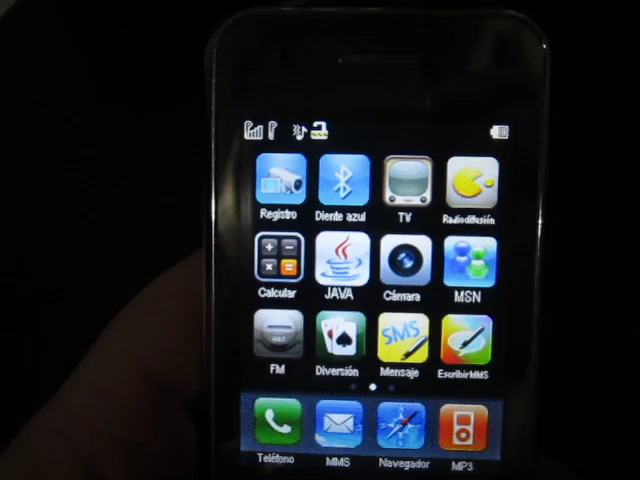 Registro Diente azul TV Radiodifusión
Calcular JAVA Cámara MSN
SMS
FM Diversión Mensaje EscribirMMS
Teléfono MMS Navegador MP3